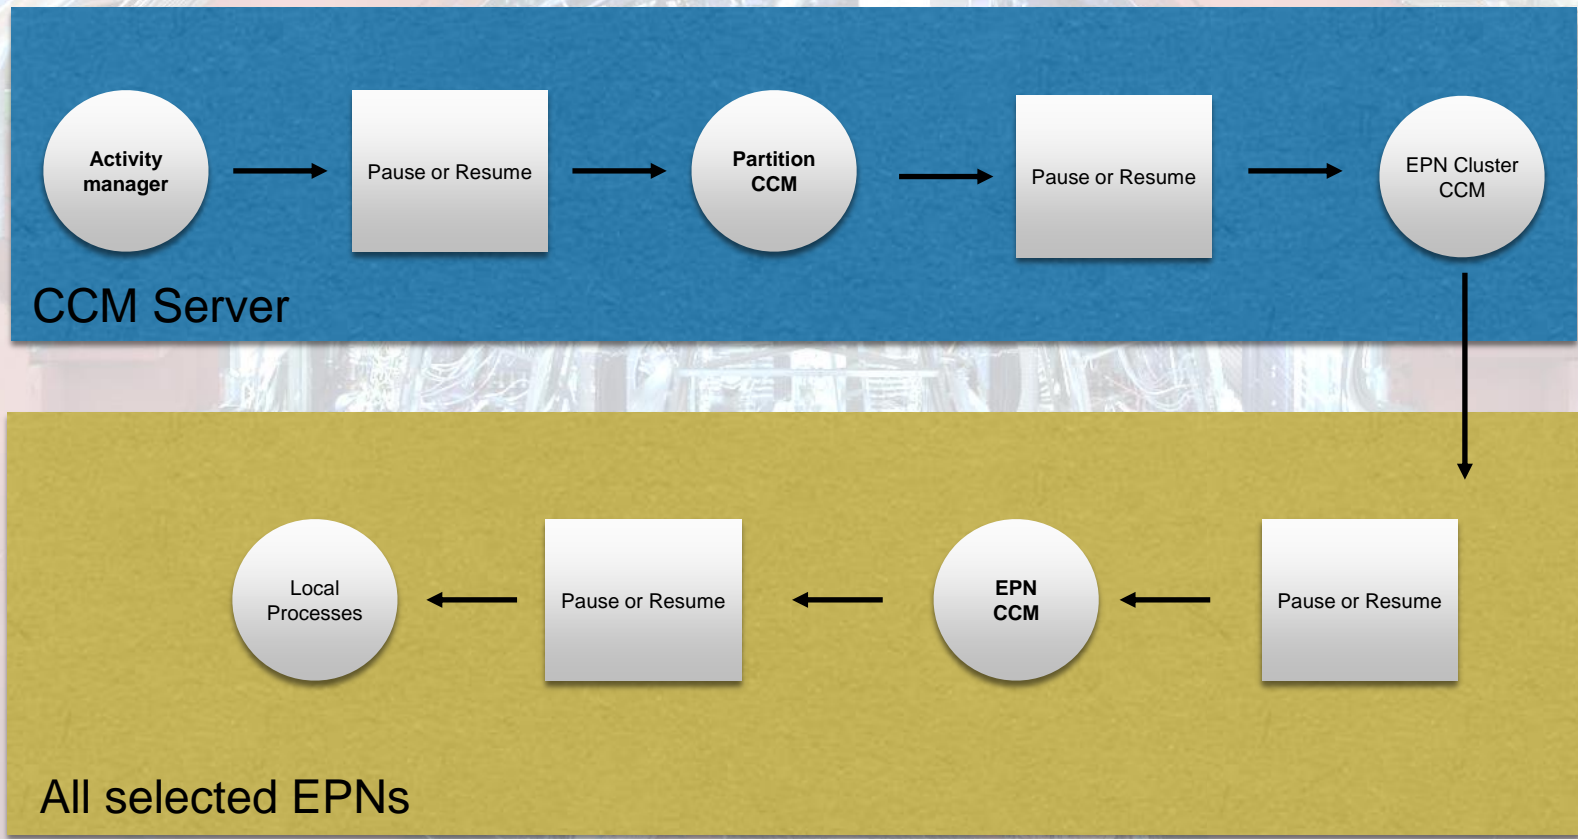 Activity
manager
Pause or Resume
Partition
CCM
Pause or Resume
EPN Cluster
CCM
CCM Server
Local
Processes
Pause or Resume
EPN
CCM
Pause or Resume
All selected EPNs